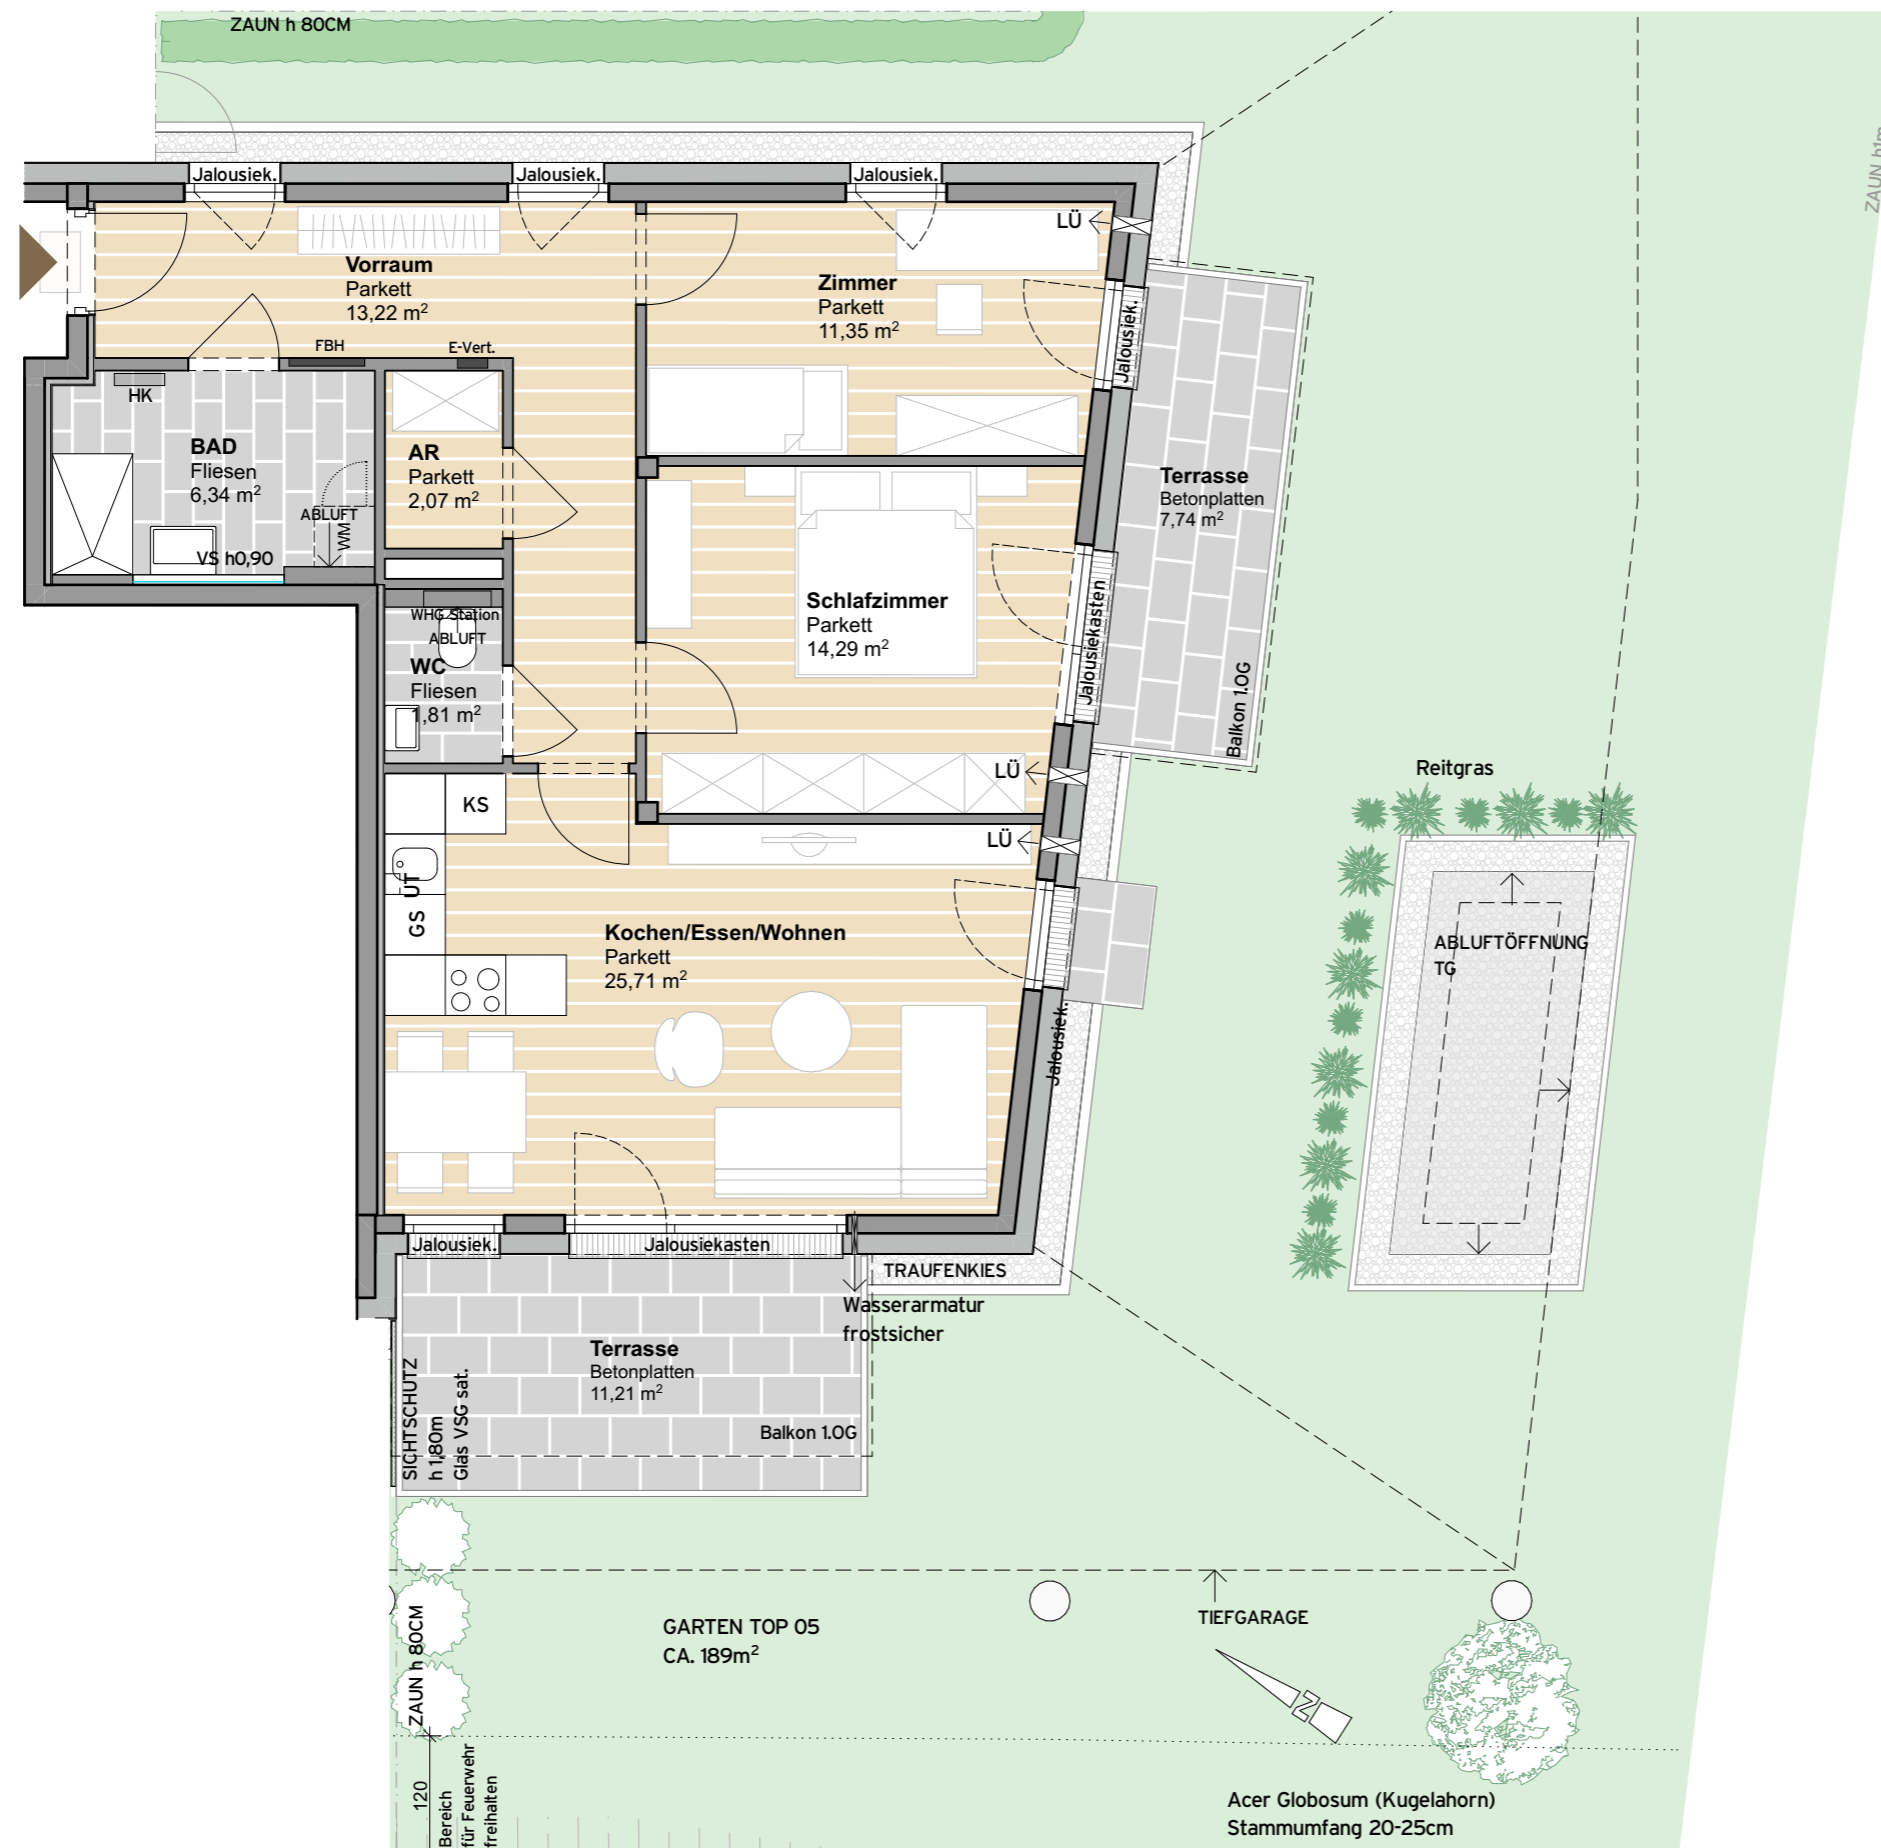 ZAUN h 80CM
ZAUN h1m
Jalousiek.
Jalousiek.
Jalousiek.
LÜ
Vorraum
Parkett
13,22 m²
Zimmer
Parkett
11,35 m²
Jalousiek.
FBH
E-Vert.
HK
BAD
Fliesen
6,34 m²
ABLUFT
WM
VS h0,90
AR
Parkett
2,07 m²
Terrasse
Betonplatten
7,74 m²
Balkon 1.OG
Schlafzimmer
Parkett
14,29 m²
Jalousiekasten
WHG-Station
ABLUFT
WC
Fliesen
1,81 m²
LÜ
Reitgras
KS
LÜ
UT
GS
Kochen/Essen/Wohnen
Parkett
25,71 m²
ABLUFTÖFFNUNG
TG
Jalousiek.
Jalousiek.
Jalousiekasten
TRAUFENKIES
Wasserarmatur
frostsicher
Terrasse
Betonplatten
11,21 m²
SICHTSCHUTZ
h 1,80m
Glas VSG sat.
Balkon 1.OG
GARTEN TOP 05
CA. 189m²
TIEFGARAGE
ZAUN h 80CM
N
120
Bereich
für Feuerwehr
freihalten
Acer Globosum (Kugelahorn)
Stammumfang 20-25cm